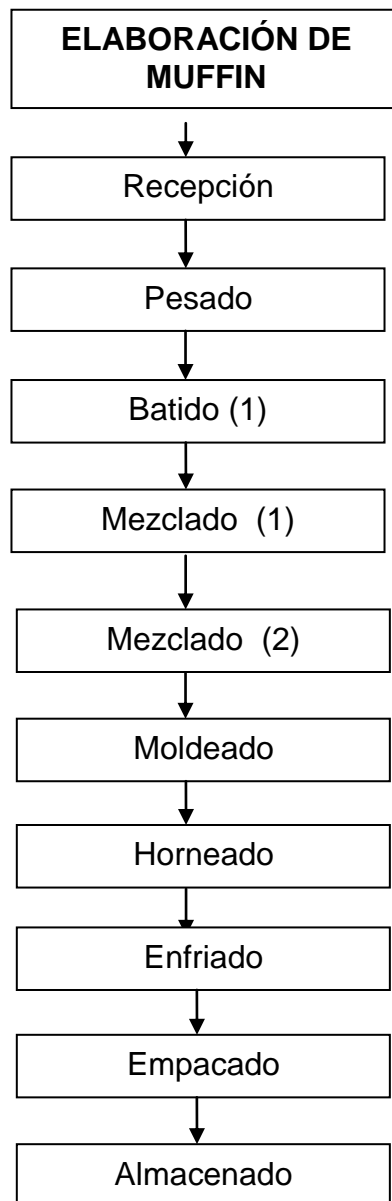 ELABORACIÓN DE
MUFFIN
Recepción
Pesado
Batido (1)
Mezclado (1)
Mezclado (2)
Moldeado
Horneado
Enfriado
Empacado
Almacenado